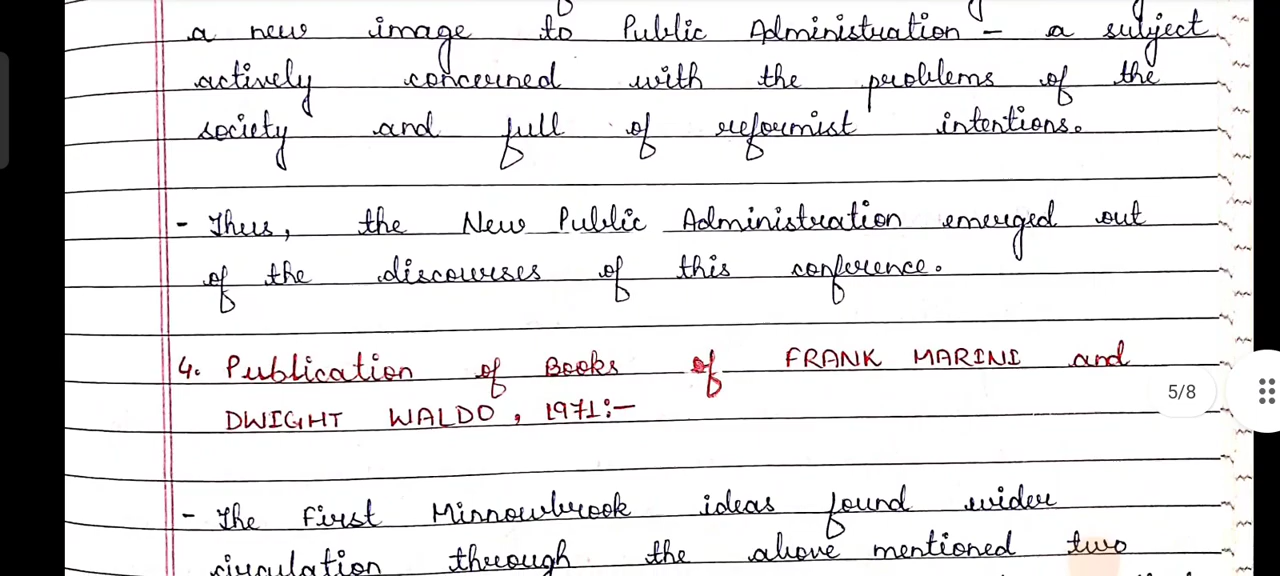 a new image to Public Administration - a subject
actively concerned with the problems of the
society and full of reformist intentions.
- Thus, the New Public Administration emerged out
of the discourses of this conference.
4. Publication of Books of FRANK MARINI and
DWIGHT WALDO, 1971:-
5/8
- The First Minnowbrook ideas found wider
circulation through the above mentioned two